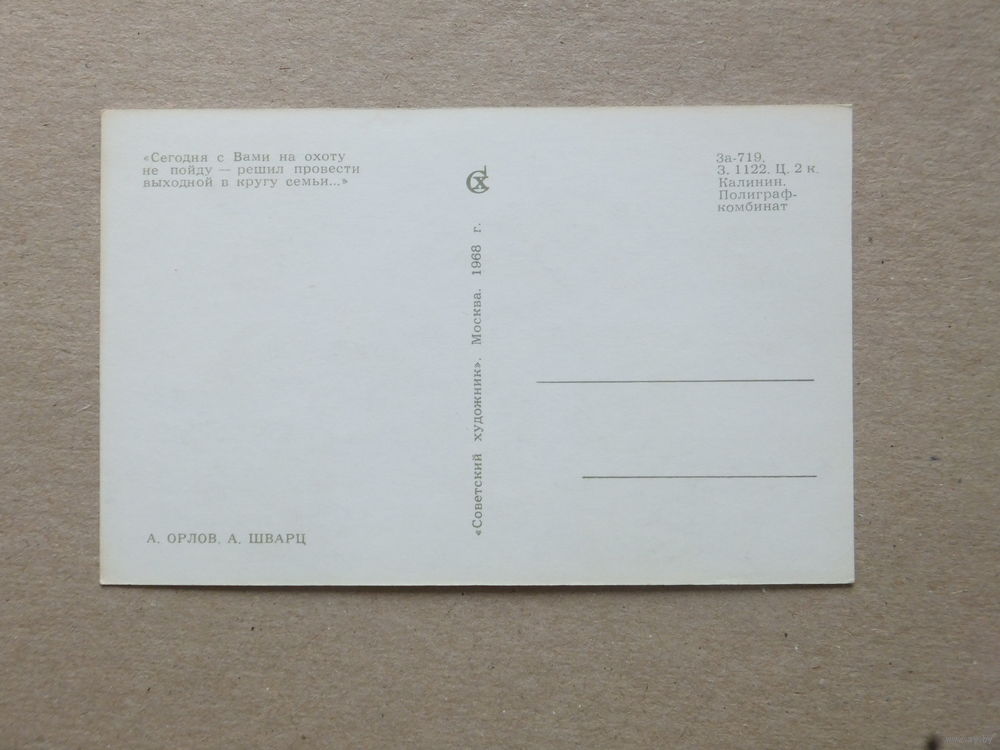 «Сегодня с Вами на охоту
не пойду — решил провести
выходной в кругу семьи...»
А. ОРЛОВ, А. ШВАРЦ
СХ
«Советский художник». Москва. 1968 г.
За-719.
З. 1122. Ц. 2 к.
Калинин.
Полиграф-
комбинат